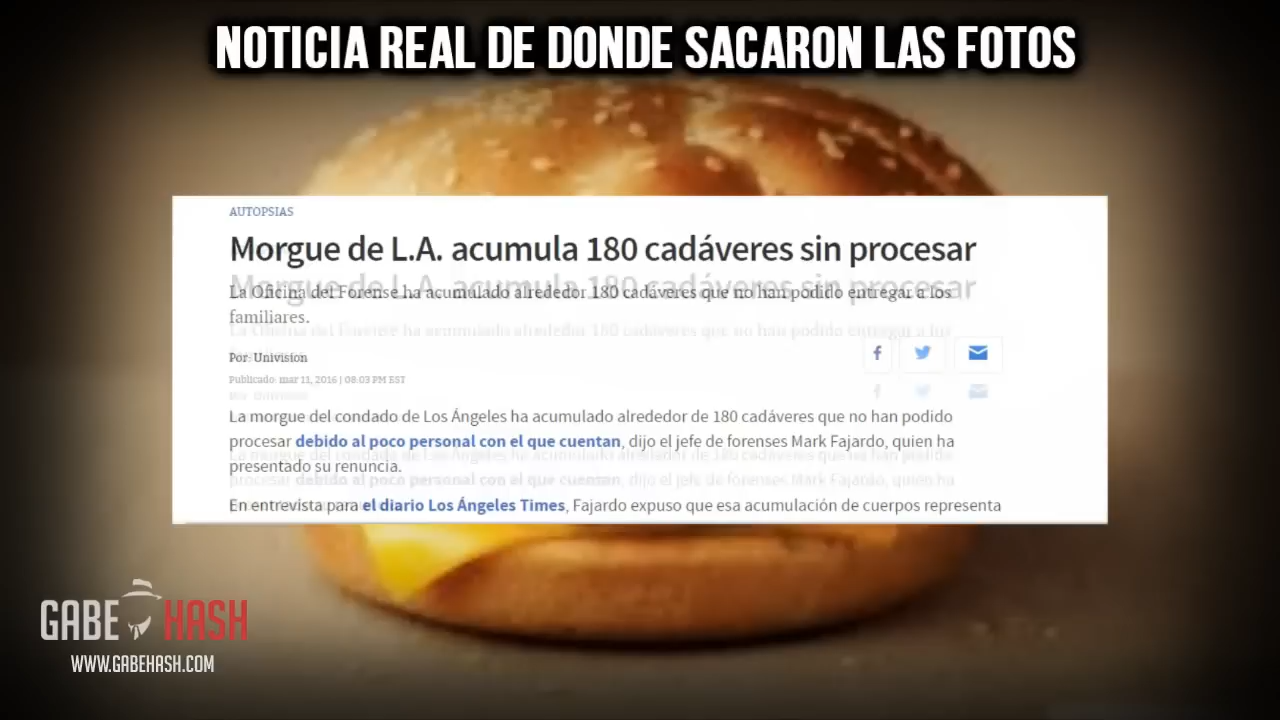 NOTICIA REAL DE DONDE SACARON LAS FOTOS
AUTOPSIAS
Morgue de L.A. acumula 180 cadáveres sin procesar
La Oficina del Forense ha acumulado alrededor 180 cadáveres que no han podido entregar a los
familiares.
Por: Univision
Publicado: mar 11, 2016 | 08:03 PM EST
La morgue del condado de Los Ángeles ha acumulado alrededor de 180 cadáveres que no han podido
procesar debido al poco personal con el que cuentan, dijo el jefe de forenses Mark Fajardo, quien ha
presentado su renuncia.
En entrevista para el diario Los Ángeles Times, Fajardo expuso que esa acumulación de cuerpos representa
GABE HASH
WWW.GABEHASH.COM